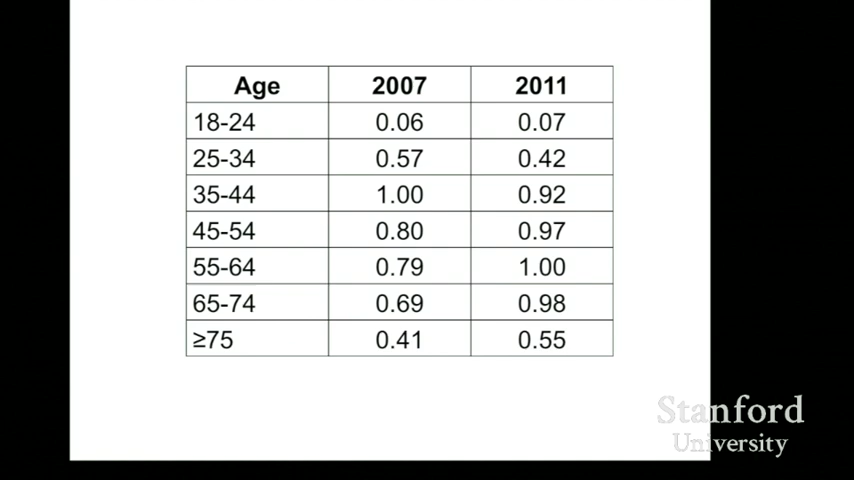 Age 2007 2011
18-24 0.06 0.07
25-34 0.57 0.42
35-44 1.00 0.92
45-54 0.80 0.97
55-64 0.79 1.00
65-74 0.69 0.98
≥75 0.41 0.55
Stanford
University